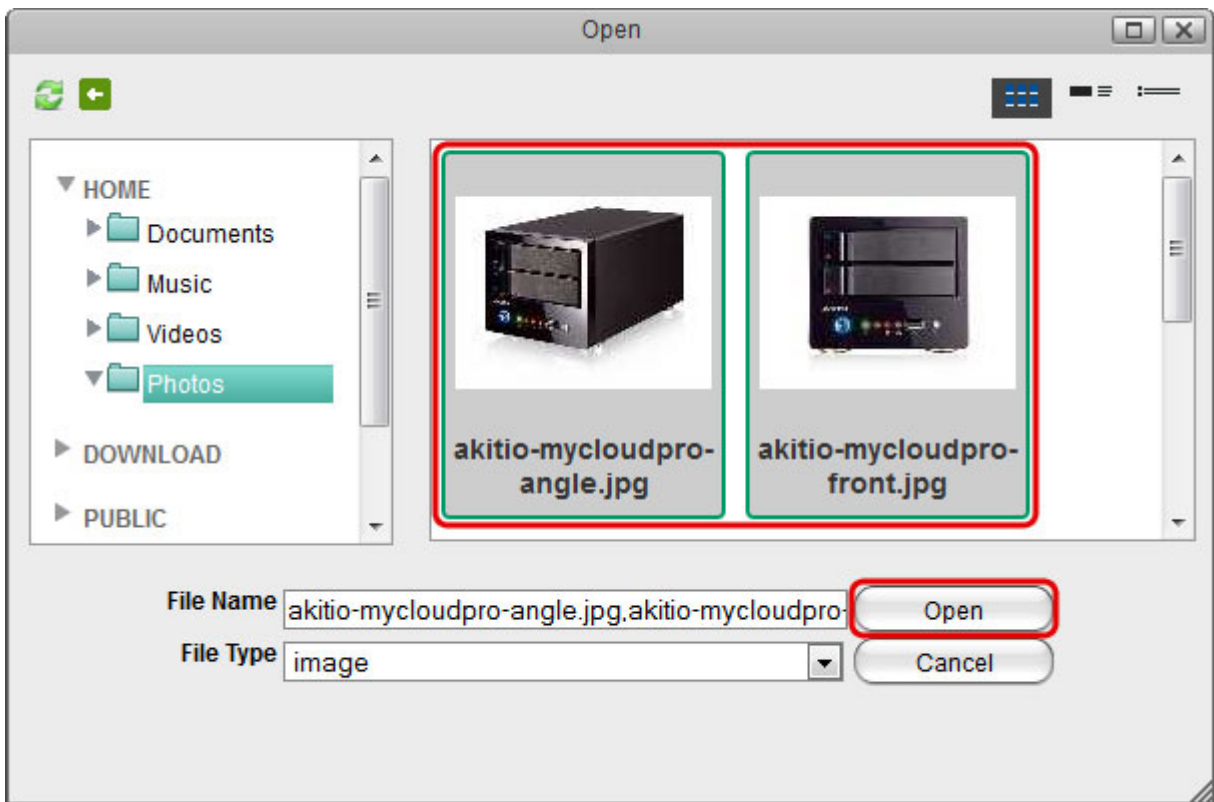 Open
HOME
Documents
Music
Videos
Photos
DOWNLOAD
PUBLIC
akitio-mycloudpro-
angle.jpg
akitio-mycloudpro-
front.jpg
File Name akitio-mycloudpro-angle.jpg,akitio-mycloudpro- Open
File Type image Cancel